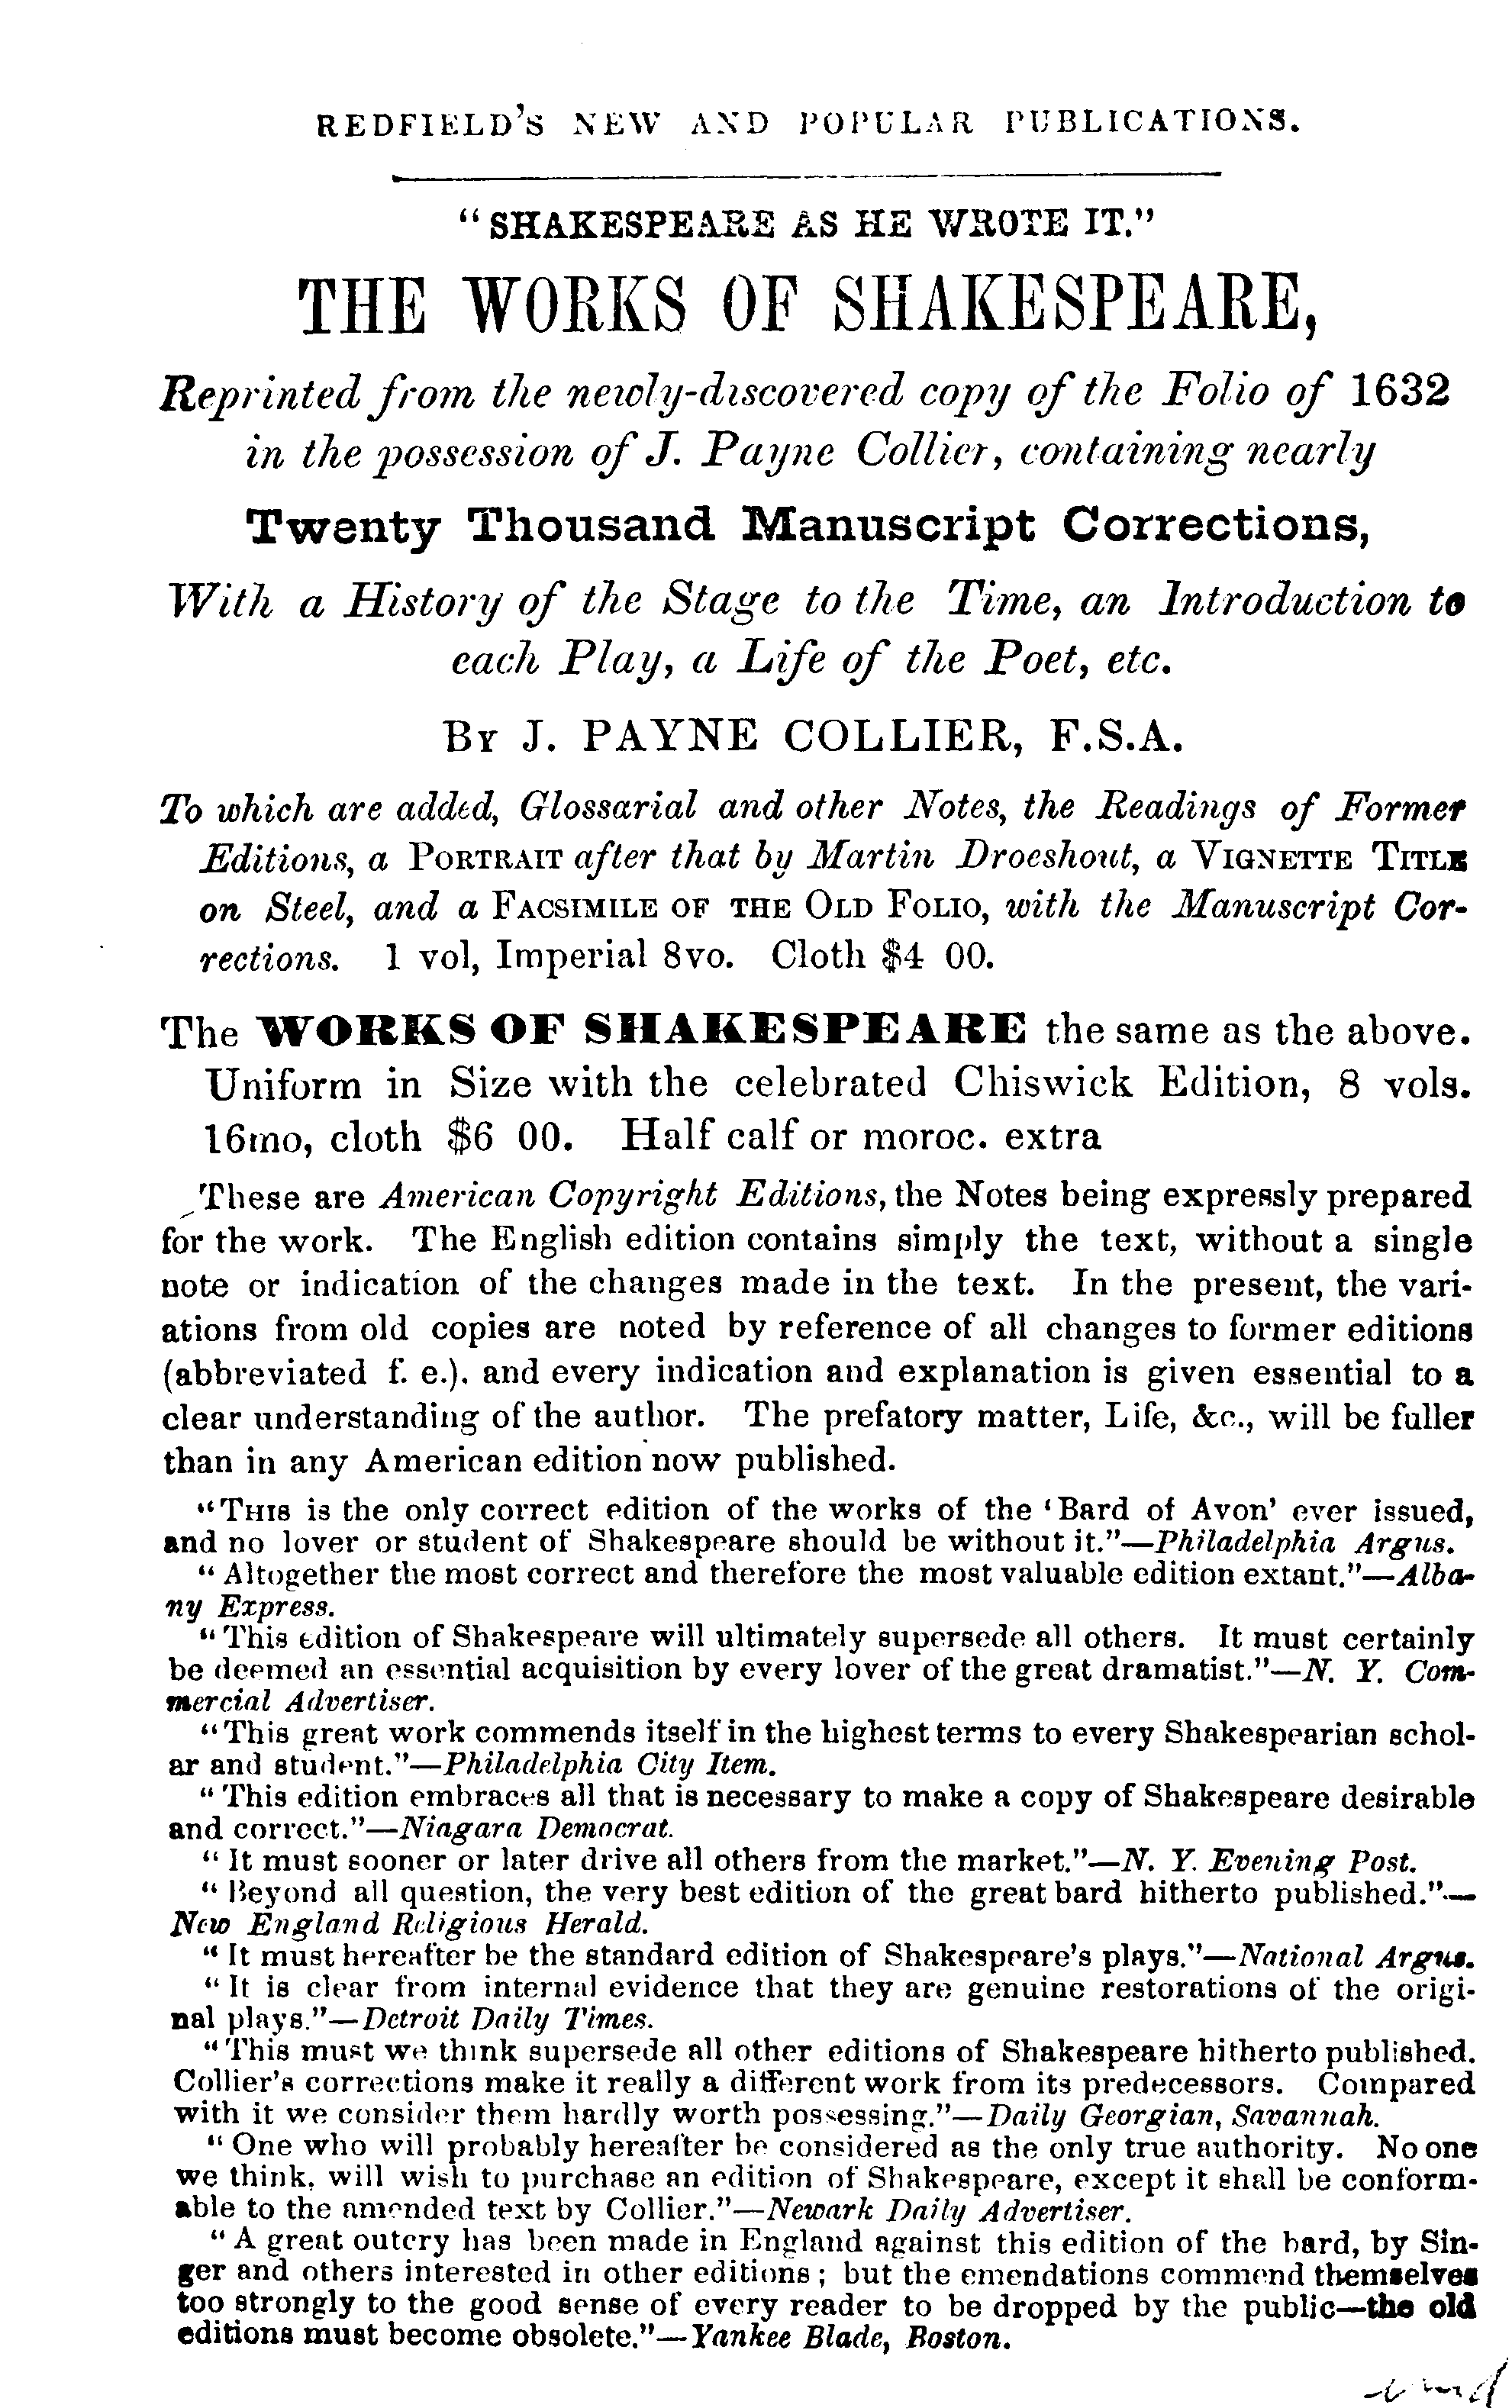 REDFIELD'S NEW AND POPULAR PUBLICATIONS.
"SHAKESPEARE AS HE WROTE IT."
THE WORKS OF SHAKESPEARE,
Reprinted from the newly-discovered copy of the Folio of 1632
in the possession of J. Payne Collier, containing nearly
Twenty Thousand Manuscript Corrections,
With a History of the Stage to the Time, an Introduction to
each Play, a Life of the Poet, etc.
By J. PAYNE COLLIER, F.S.A.
To which are added, Glossarial and other Notes, the Readings of Former
Editions, a PORTRAIT after that by Martin Droeshout, a VIGNETTE TITLE
on Steel, and a FACSIMILE OF THE OLD FOLIO, with the Manuscript Cor-
rections. 1 vol, Imperial 8vo. Cloth $4 00.
The WORKS OF SHAKESPEARE the same as the above.
Uniform in Size with the celebrated Chiswick Edition, 8 vols.
16mo, cloth $6 00. Half calf or moroc. extra
These are American Copyright Editions, the Notes being expressly prepared
for the work. The English edition contains simply the text, without a single
note or indication of the changes made in the text. In the present, the vari-
ations from old copies are noted by reference of all changes to former editions
(abbreviated f. e.). and every indication and explanation is given essential to a
clear understanding of the author. The prefatory matter, Life, &c., will be fuller
than in any American edition now published.
"THIS is the only correct edition of the works of the 'Bard of Avon' ever issued,
and no lover or student of Shakespeare should be without it."—Philadelphia Argus.
"Altogether the most correct and therefore the most valuable edition extant."—Alba-
ny Express.
"This edition of Shakespeare will ultimately supersede all others. It must certainly
be deemed an essential acquisition by every lover of the great dramatist."—N. Y. Com-
mercial Advertiser.
"This great work commends itself in the highest terms to every Shakespearian schol-
ar and student."—Philadelphia City Item.
"This edition embraces all that is necessary to make a copy of Shakespeare desirable
and correct."—Niagara Democrat.
"It must sooner or later drive all others from the market."—N. Y. Evening Post.
"Beyond all question, the very best edition of the great bard hitherto published."—
New England Religious Herald.
"It must hereafter be the standard edition of Shakespeare's plays."—National Argus.
"It is clear from internal evidence that they are genuine restorations of the origi-
nal plays."—Detroit Daily Times.
"This must we think supersede all other editions of Shakespeare hitherto published.
Collier's corrections make it really a different work from its predecessors. Compared
with it we consider them hardly worth possessing."—Daily Georgian, Savannah.
"One who will probably hereafter be considered as the only true authority. No one
we think, will wish to purchase an edition of Shakespeare, except it shall be conform-
able to the amended text by Collier."—Newark Daily Advertiser.
"A great outcry has been made in England against this edition of the bard, by Sin-
ger and others interested in other editions; but the emendations commend themselves
too strongly to the good sense of every reader to be dropped by the public—the old
editions must become obsolete."—Yankee Blade, Boston.